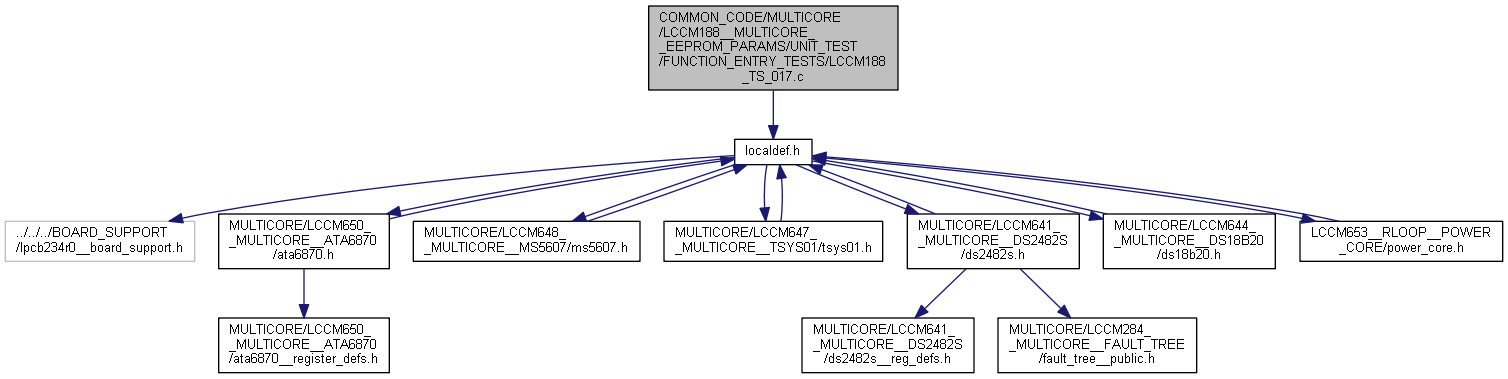 COMMON_CODE/MULTICORE
/LCCM188__MULTICORE_
_EEPROM_PARAMS/UNIT_TEST
/FUNCTION_ENTRY_TESTS/LCCM188
_TS_017.c
localdef.h
../../../BOARD_SUPPORT
/lpcb234r0__board_support.h
MULTICORE/LCCM650_
_MULTICORE__ATA6870
/ata6870.h
MULTICORE/LCCM648_
_MULTICORE__MS5607/ms5607.h
MULTICORE/LCCM647_
_MULTICORE__TSYS01/tsys01.h
MULTICORE/LCCM641_
_MULTICORE__DS2482S
/ds2482s.h
MULTICORE/LCCM644_
_MULTICORE__DS18B20
/ds18b20.h
LCCM653__RLOOP__POWER
_CORE/power_core.h
MULTICORE/LCCM650_
_MULTICORE__ATA6870
/ata6870__register_defs.h
MULTICORE/LCCM641_
_MULTICORE__DS2482S
/ds2482s__reg_defs.h
MULTICORE/LCCM284_
_MULTICORE__FAULT_TREE
/fault_tree__public.h